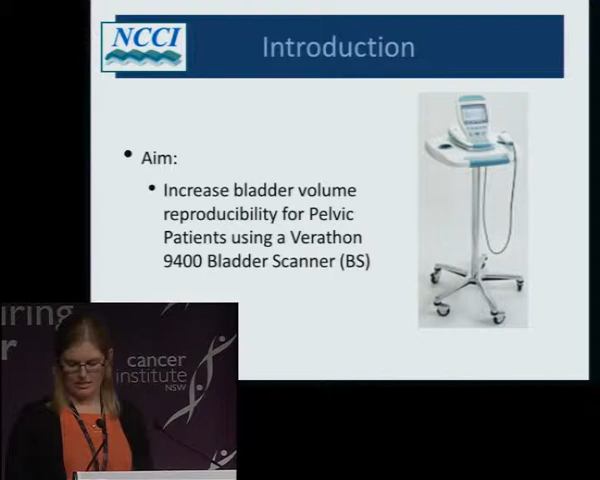 NCCI
Introduction
• Aim:
• Increase bladder volume
reproducibility for Pelvic
Patients using a Verathon
9400 Bladder Scanner (BS)
iring
r
cancer
institute
NSW